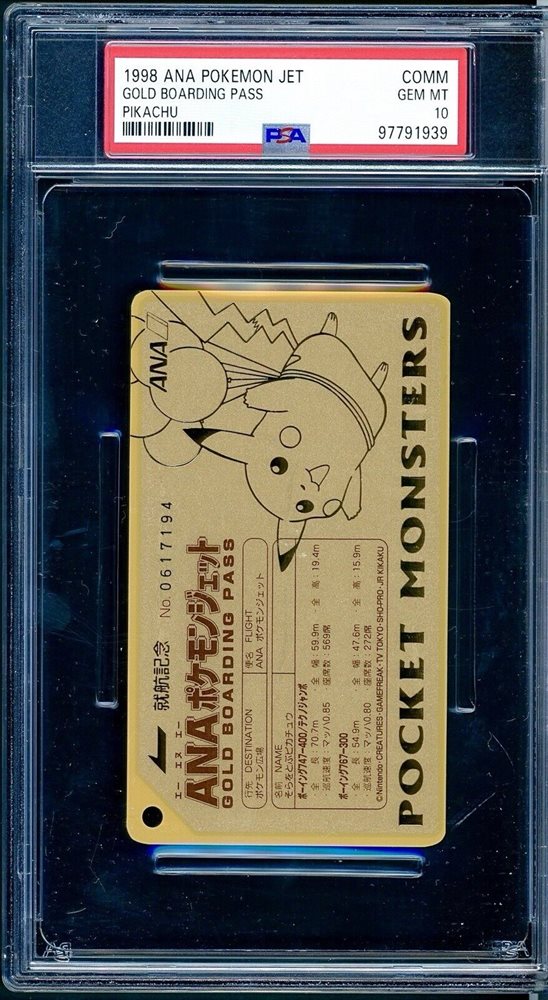 1998 ANA POKEMON JET
COMM
GOLD BOARDING PASS
GEM MT
PIKACHU
10
PSA
97791939
ANA
就航記念 No.0617194
エー エヌ エー
ANAポケモンジェット
GOLD BOARDING PASS
行先 DESTINATION
ポケモン広場
便名 FLIGHT
ANA ポケモンジェット
名前 NAME
そらをとぶピカチュウ
ボーイング747-400/テクノジャンボ
・全 長:70.7m ・全 幅:59.9m ・全 高:19.4m
・巡航速度:マッハ0.85 ・座席数:569席
ボーイング767-300
・全 長:54.9m ・全 幅:47.6m ・全 高:15.9m
・巡航速度:マッハ0.80 ・座席数:272席
©Nintendo·CREATURES·GAMEFREAK·TV TOKYO·SHO-PRO·JR KIKAKU
POCKET MONSTERS